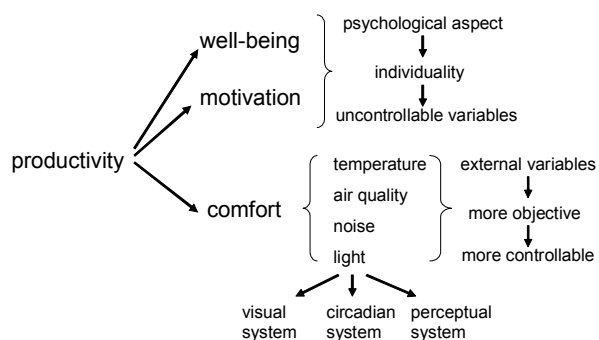 well-being
motivation
psychological aspect
individuality
uncontrollable variables
productivity
comfort
temperature
air quality
noise
light
external variables
more objective
more controllable
visual
system
circadian
system
perceptual
system